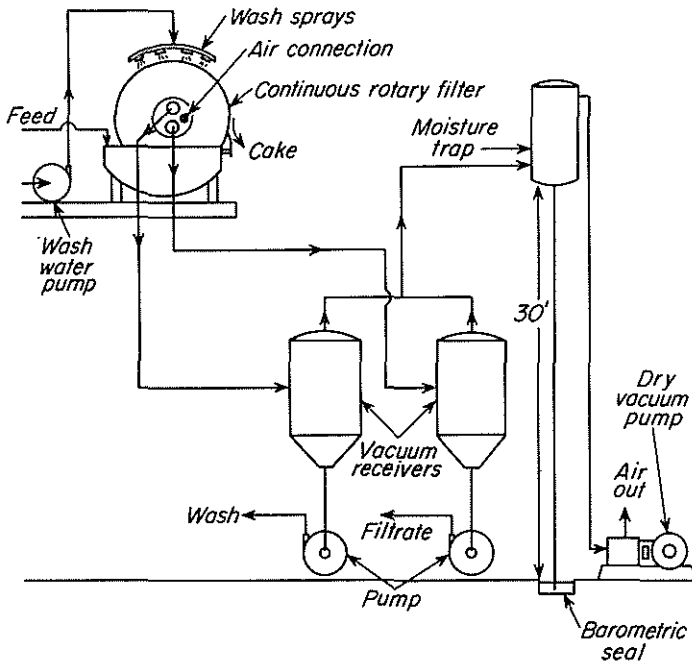 Wash sprays
Air connection
Continuous rotary filter
Feed
Cake
Moisture
trap
Wash
water
pump
30'
Dry
vacuum
pump
Vacuum
receivers
Air
out
Wash
Filtrate
Pump
Barometric
seal